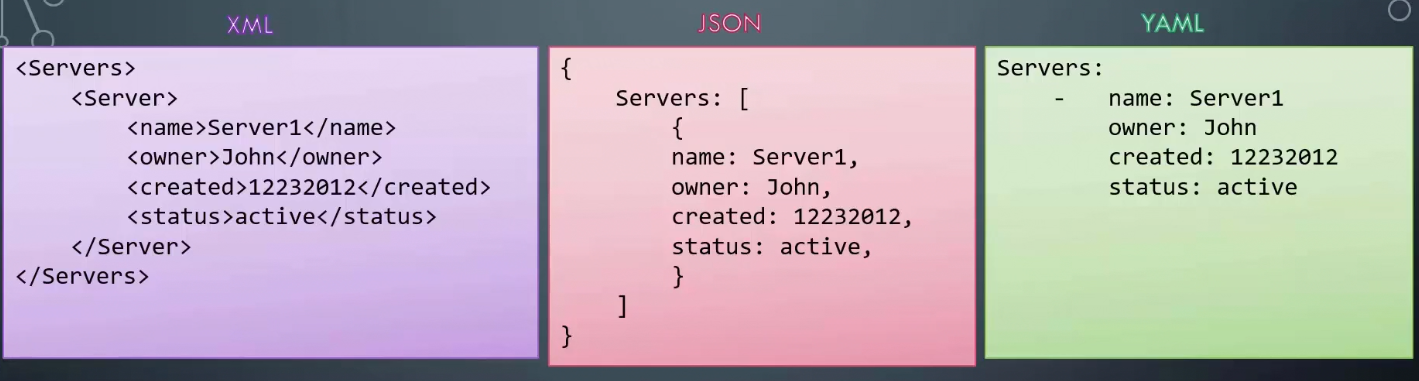 XML
<Servers>
<Server>
<name>Server1</name>
<owner>John</owner>
<created>12232012</created>
<status>active</status>
</Server>
</Servers>
JSON
{
Servers: [
{
name: Server1,
owner: John,
created: 12232012,
status: active,
}
]
}
YAML
Servers:
- name: Server1
owner: John
created: 12232012
status: active